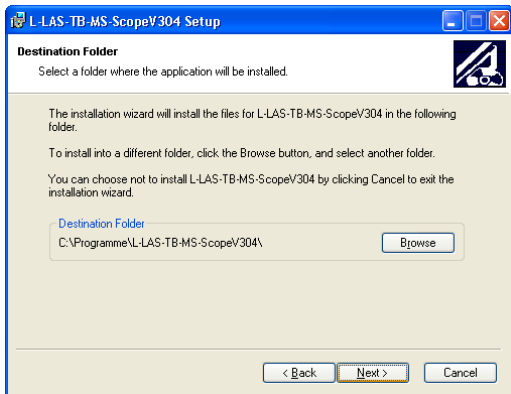 L-LAS-TB-MS-ScopeV304 Setup
Destination Folder
Select a folder where the application will be installed.
The installation wizard will install the files for L-LAS-TB-MS-ScopeV304 in the following
folder.
To install into a different folder, click the Browse button, and select another folder.
You can choose not to install L-LAS-TB-MS-ScopeV304 by clicking Cancel to exit the
installation wizard.
Destination Folder
C:\Programme\L-LAS-TB-MS-ScopeV304\
Browse
< Back
Next >
Cancel